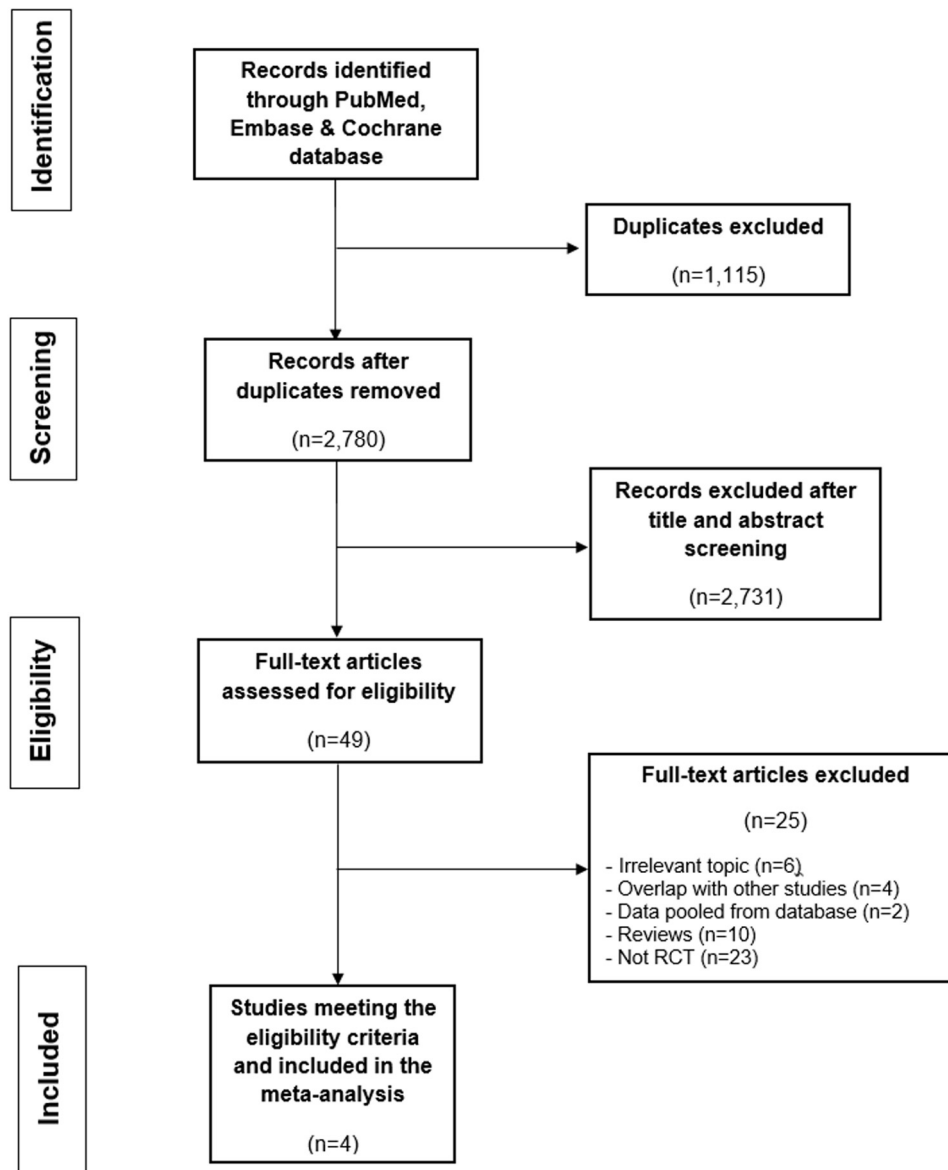 Identification
Records identified
through PubMed,
Embase & Cochrane
database
Duplicates excluded
(n=1,115)
Screening
Records after
duplicates removed
(n=2,780)
Records excluded after
title and abstract
screening
(n=2,731)
Eligibility
Full-text articles
assessed for eligibility
(n=49)
Full-text articles excluded
(n=25)
- Irrelevant topic (n=6)
- Overlap with other studies (n=4)
- Data pooled from database (n=2)
- Reviews (n=10)
- Not RCT (n=23)
Included
Studies meeting the
eligibility criteria
and included in the
meta-analysis
(n=4)